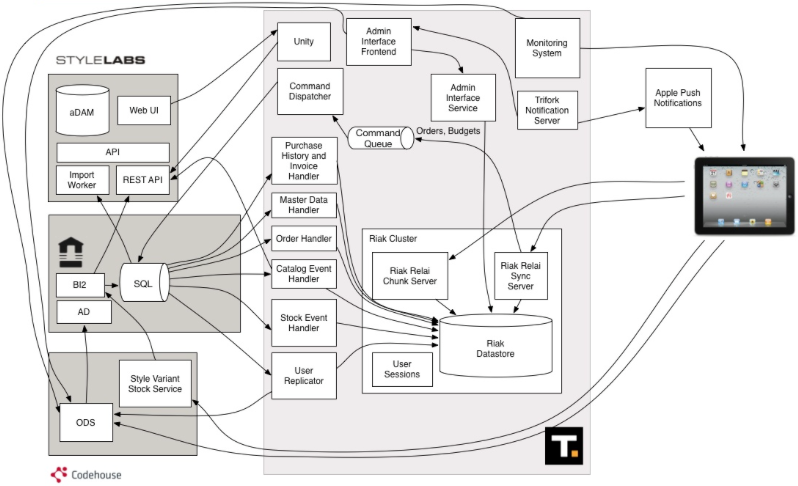 STYLELABS
aDAM
Web UI
API
Import
Worker
REST API
BI2
SQL
AD
Style Variant
Stock Service
ODS
Codehouse
Unity
Admin
Interface
Frontend
Command
Dispatcher
Admin
Interface
Service
Command
Queue
Orders, Budgets
Purchase
History and
Invoice
Handler
Master Data
Handler
Order Handler
Catalog Event
Handler
Stock Event
Handler
User
Replicator
Riak Cluster
Riak Relai
Chunk Server
Riak Relai
Sync
Server
Riak
Datastore
User
Sessions
T.
Monitoring
System
Trifork
Notification
Server
Apple Push
Notifications